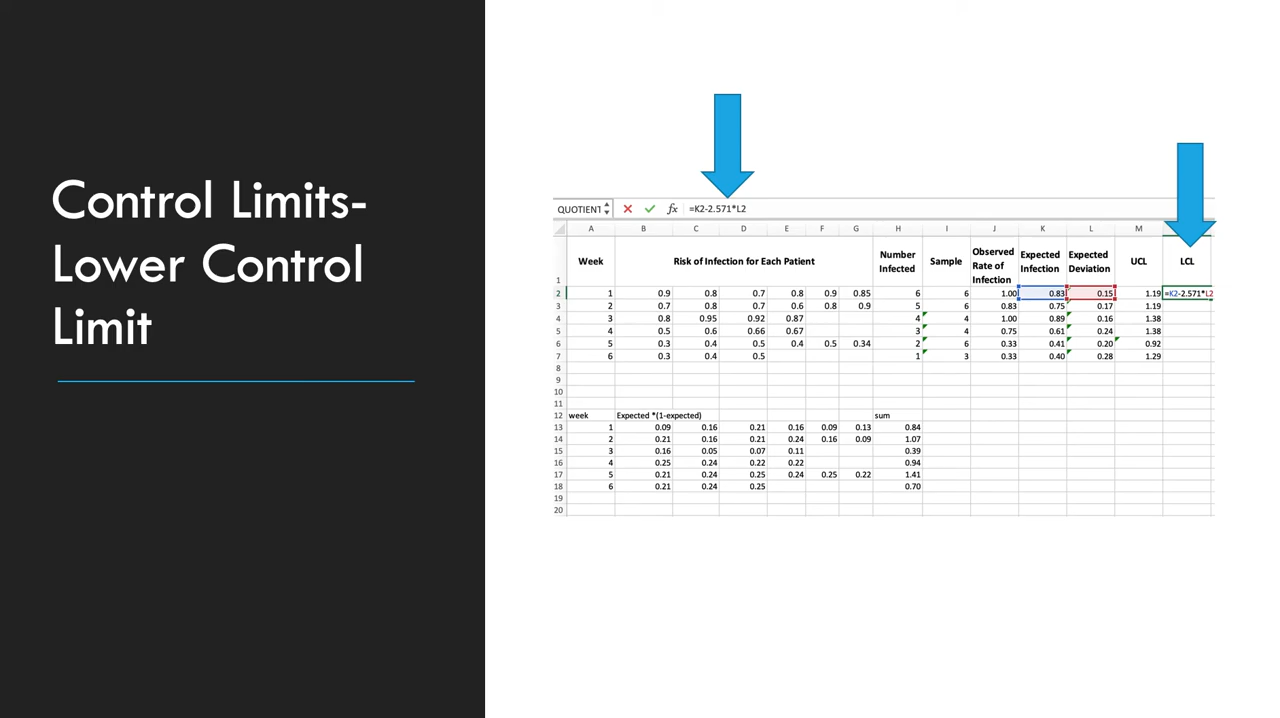 Control Limits-
Lower Control
Limit
QUOTIENT fx =K2-2.571*L2
A B C D E F G H I J K L M N
1 Week Risk of Infection for Each Patient Number Infected Sample Observed Rate of Infection Expected Infection Expected Deviation UCL LCL
2 1 0.9 0.8 0.7 0.8 0.9 0.85 6 6 1.00 0.83 0.15 1.19 =K2-2.571*L2
3 2 0.7 0.8 0.7 0.6 0.8 0.9 5 6 0.83 0.75 0.17 1.19
4 3 0.8 0.95 0.92 0.87 4 4 1.00 0.89 0.16 1.38
5 4 0.5 0.6 0.66 0.67 3 4 0.75 0.61 0.24 1.38
6 5 0.3 0.4 0.5 0.4 0.5 0.34 2 6 0.33 0.41 0.20 0.92
7 6 0.3 0.4 0.5 1 3 0.33 0.40 0.28 1.29
8
9
10
11
12 week Expected *(1-expected) sum
13 1 0.09 0.16 0.21 0.16 0.09 0.13 0.84
14 2 0.21 0.16 0.21 0.24 0.16 0.09 1.07
15 3 0.16 0.05 0.07 0.11 0.39
16 4 0.25 0.24 0.22 0.22 0.94
17 5 0.21 0.24 0.25 0.24 0.25 0.22 1.41
18 6 0.21 0.24 0.25 0.70
19
20